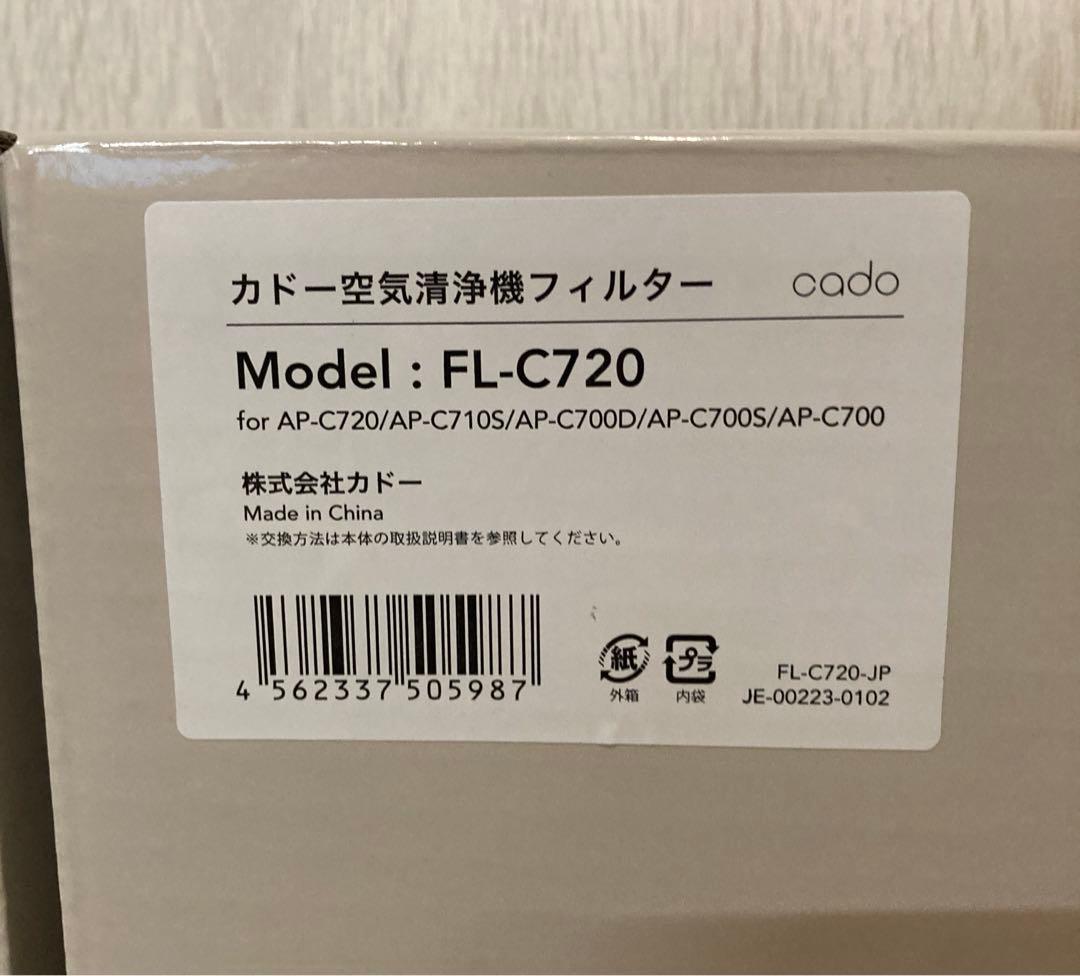 カドー空気清浄機フィルター cado
Model : FL-C720
for AP-C720/AP-C710S/AP-C700D/AP-C700S/AP-C700
株式会社カドー
Made in China
※交換方法は本体の取扱説明書を参照してください。
4 562337 505987
紙 プラ
外箱 内袋
FL-C720-JP
JE-00223-0102